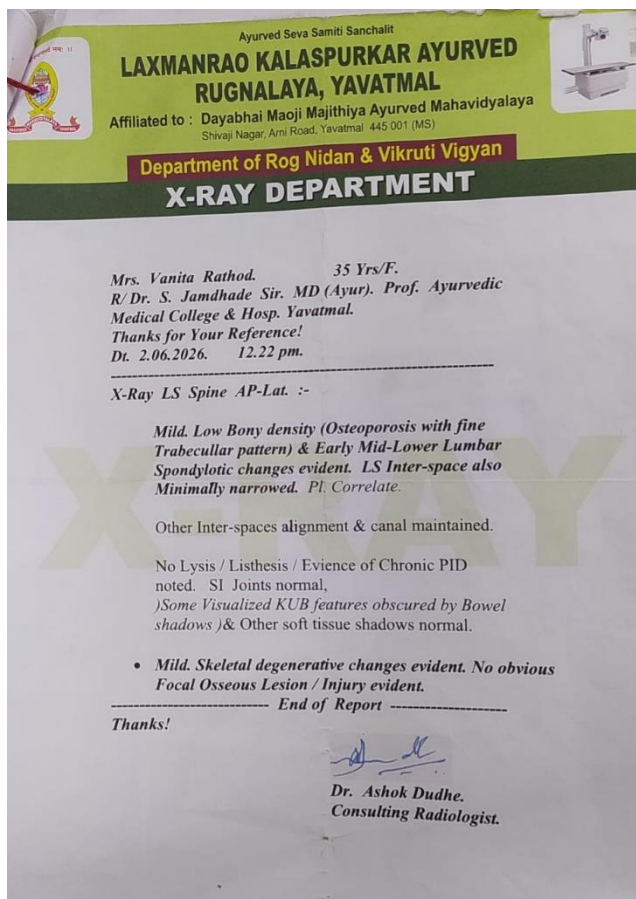 Ayurved Seva Samiti Sanchalit
LAXMANRAO KALASPURKAR AYURVED
RUGNALAYA, YAVATMAL
Affiliated to : Dayabhai Maoji Majithiya Ayurved Mahavidyalaya
Shivaji Nagar, Arni Road, Yavatmal 445 001 (MS)
Department of Rog Nidan & Vikruti Vigyan
X-RAY DEPARTMENT
Mrs. Vanita Rathod. 35 Yrs/F.
R/ Dr. S. Jamdhade Sir. MD (Ayur). Prof. Ayurvedic
Medical College & Hosp. Yavatmal.
Thanks for Your Reference!
Dt. 2.06.2026. 12.22 pm.
X-Ray LS Spine AP-Lat. :-
Mild. Low Bony density (Osteoporosis with fine
Trabecullar pattern) & Early Mid-Lower Lumbar
Spondylotic changes evident. LS Inter-space also
Minimally narrowed. Pl. Correlate.
X-RAY
Other Inter-spaces alignment & canal maintained.
No Lysis / Listhesis / Evience of Chronic PID
noted. SI Joints normal,
)Some Visualized KUB features obscured by Bowel
shadows )& Other soft tissue shadows normal.
• Mild. Skeletal degenerative changes evident. No obvious
Focal Osseous Lesion / Injury evident.
---------------------------- End of Report ---------------------
Thanks!
Dr. Ashok Dudhe.
Consulting Radiologist.